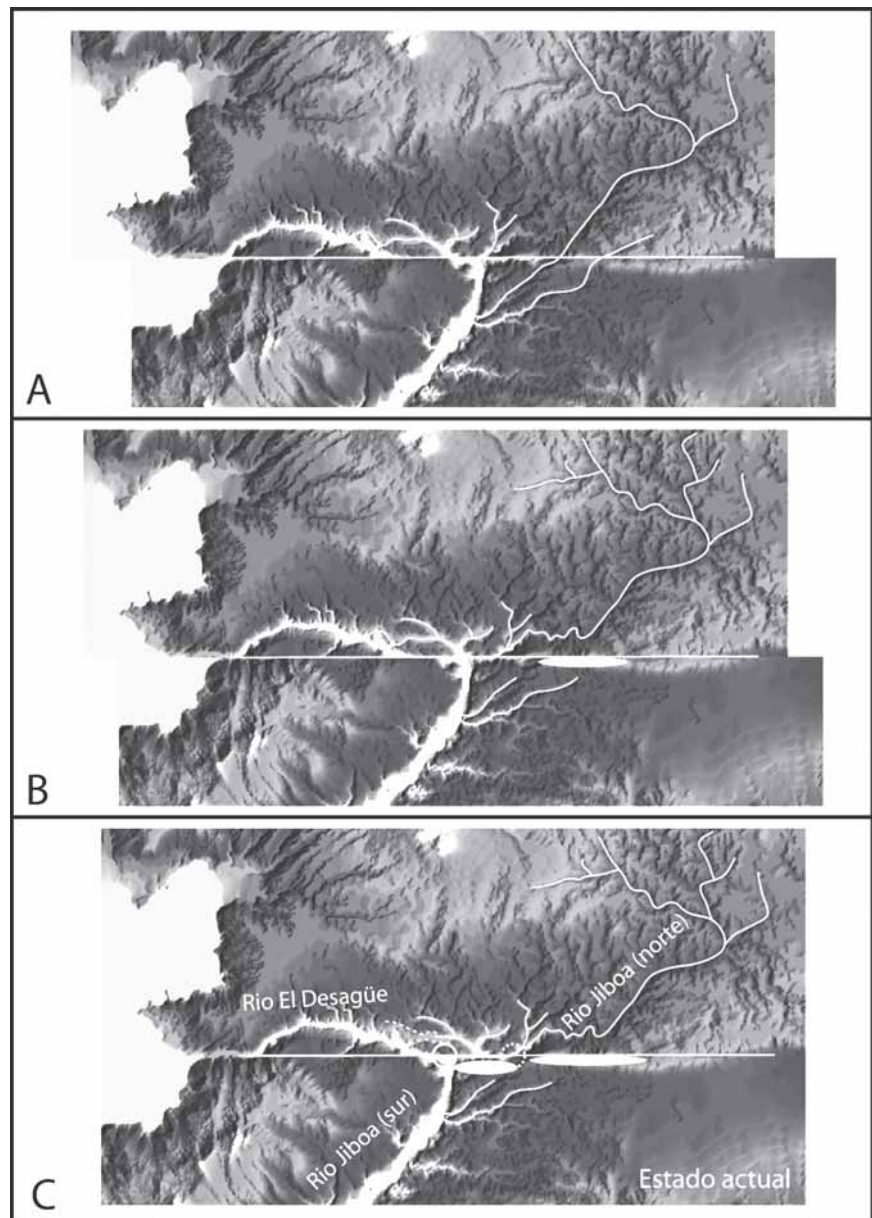 A
B
Rio El Desagüe
Rio Jiboa (norte)
Rio Jiboa (sur)
Estado actual
C